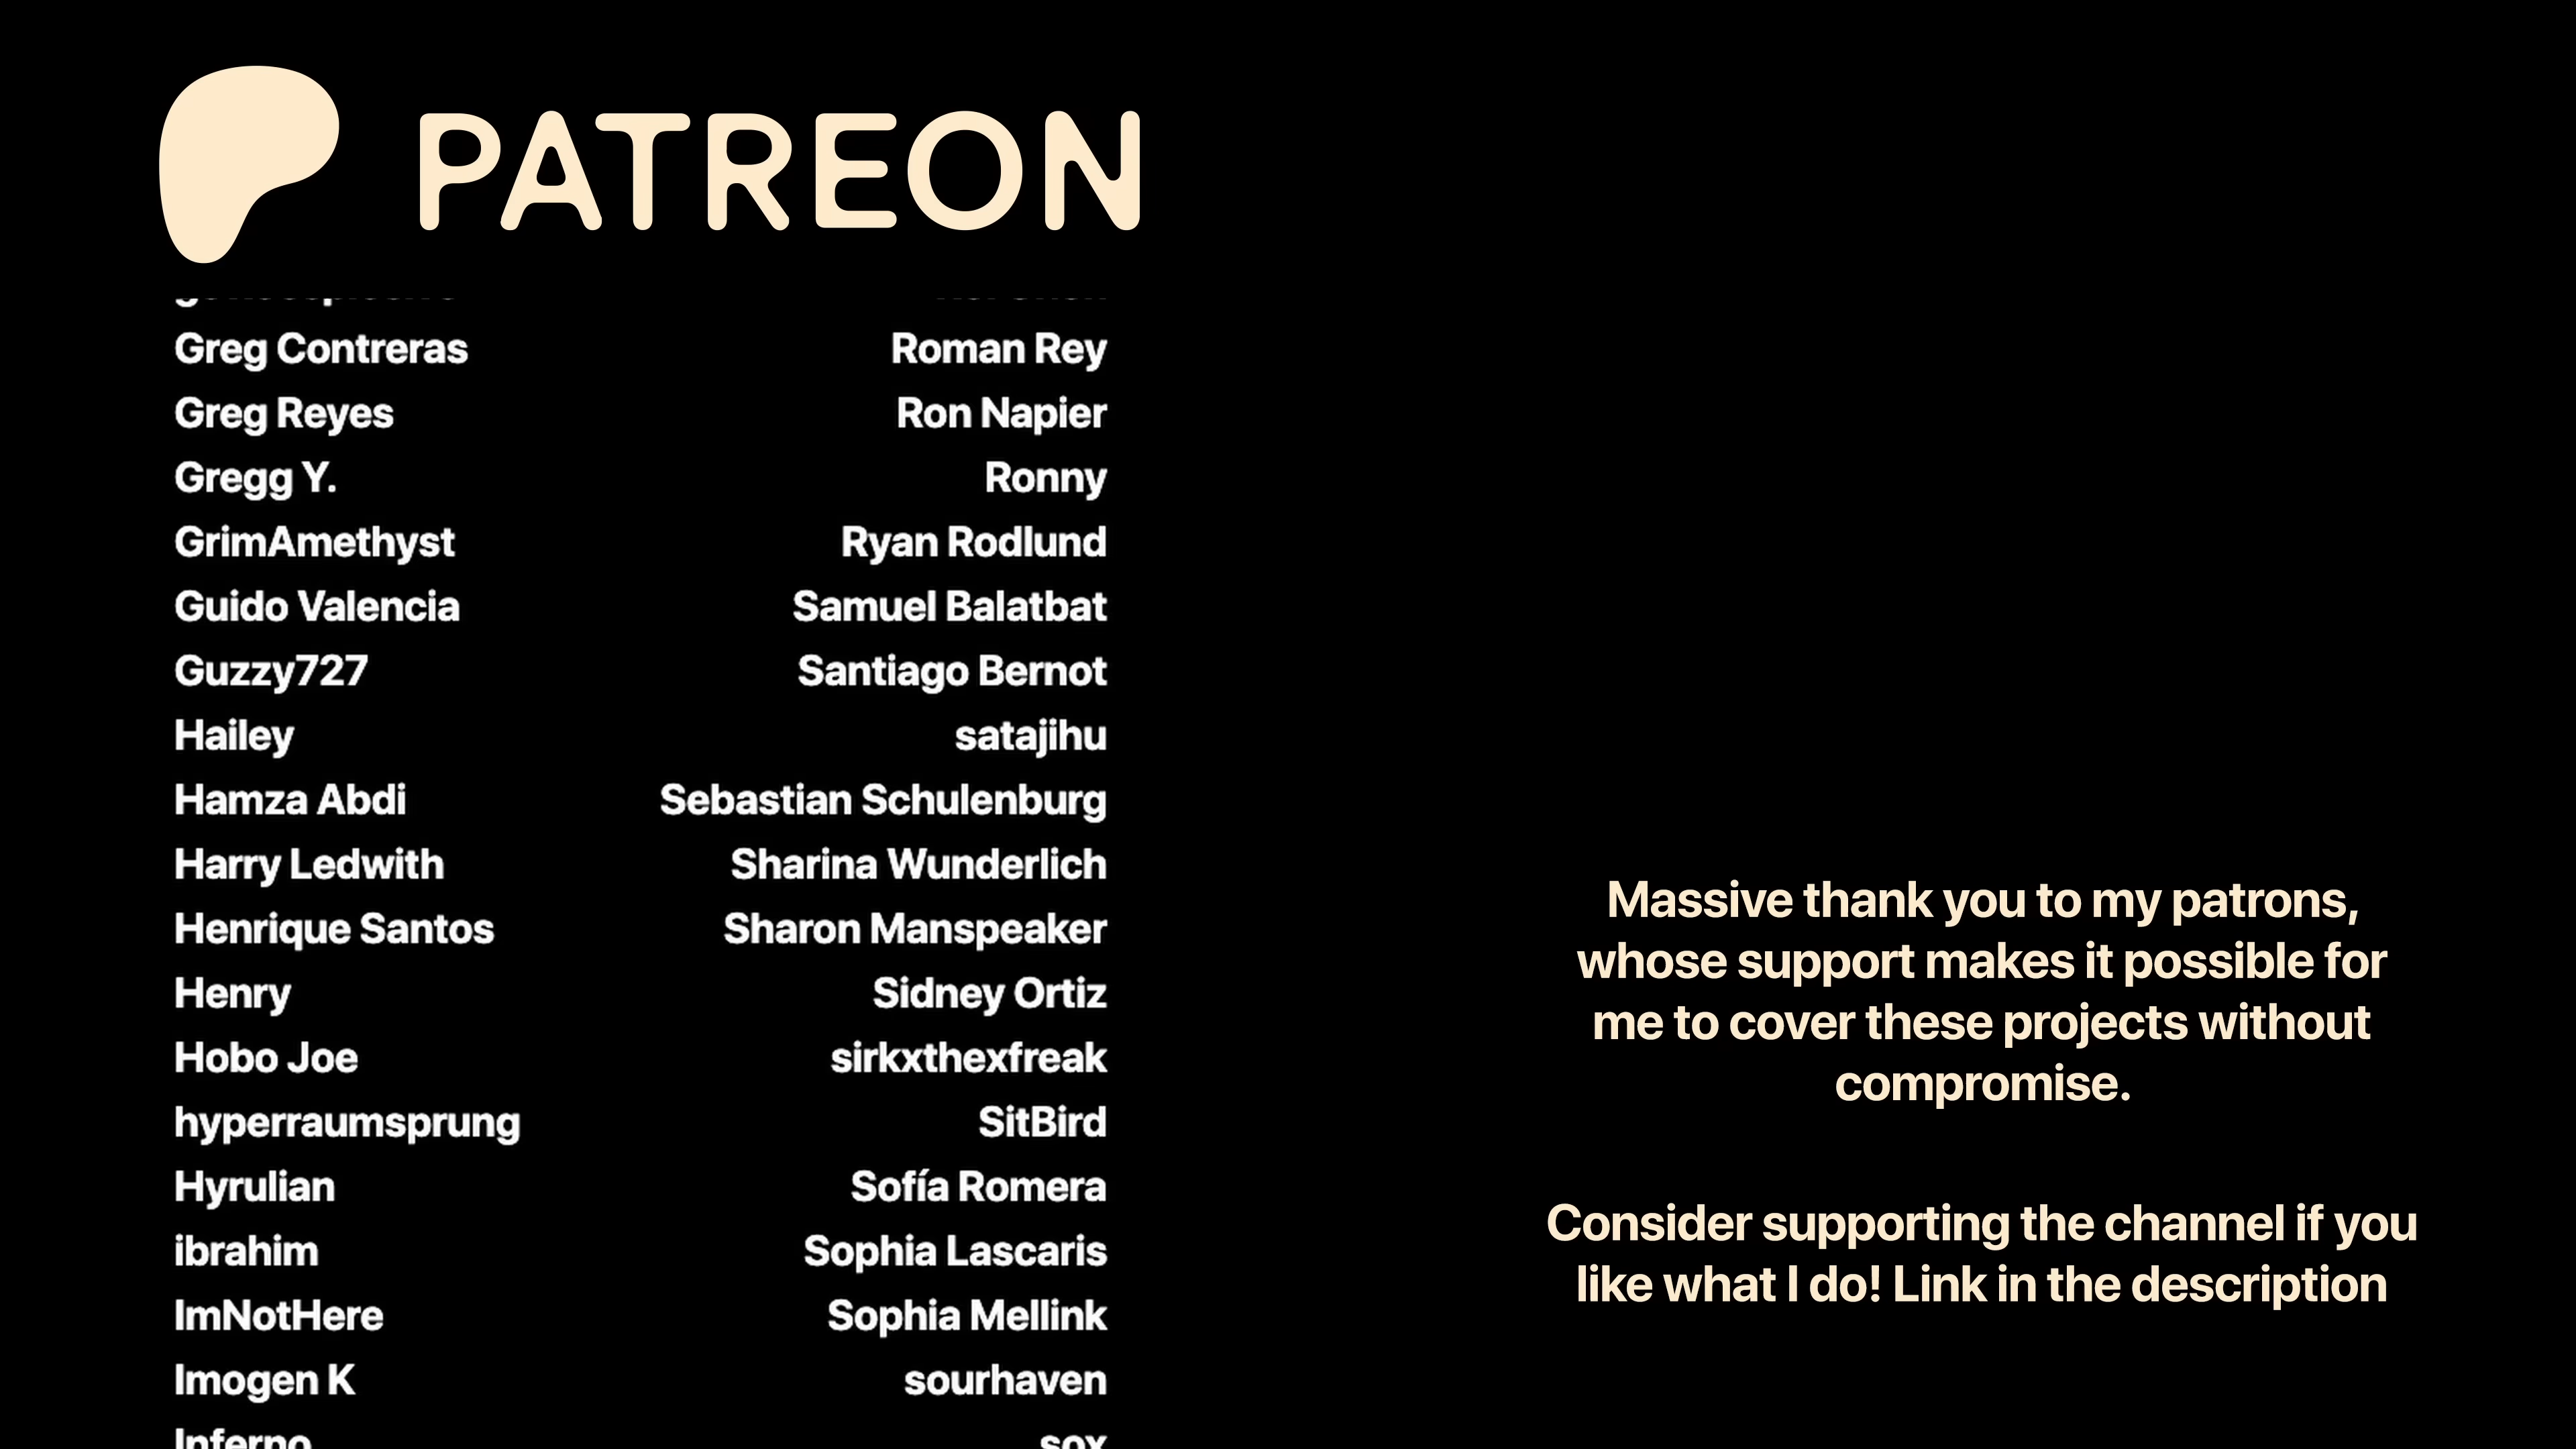 PATREON
Greg Contreras
Greg Reyes
Gregg Y.
GrimAmethyst
Guido Valencia
Guzzy727
Hailey
Hamza Abdi
Harry Ledwith
Henrique Santos
Henry
Hobo Joe
hyperraumsprung
Hyrulian
ibrahim
ImNotHere
Imogen K
Inferno
Roman Rey
Ron Napier
Ronny
Ryan Rodlund
Samuel Balatbat
Santiago Bernot
satajihu
Sebastian Schulenburg
Sharina Wunderlich
Sharon Manspeaker
Sidney Ortiz
sirkxthexfreak
SitBird
Sofía Romera
Sophia Lascaris
Sophia Mellink
sourhaven
sox
Massive thank you to my patrons,
whose support makes it possible for
me to cover these projects without
compromise.
Consider supporting the channel if you
like what I do! Link in the description